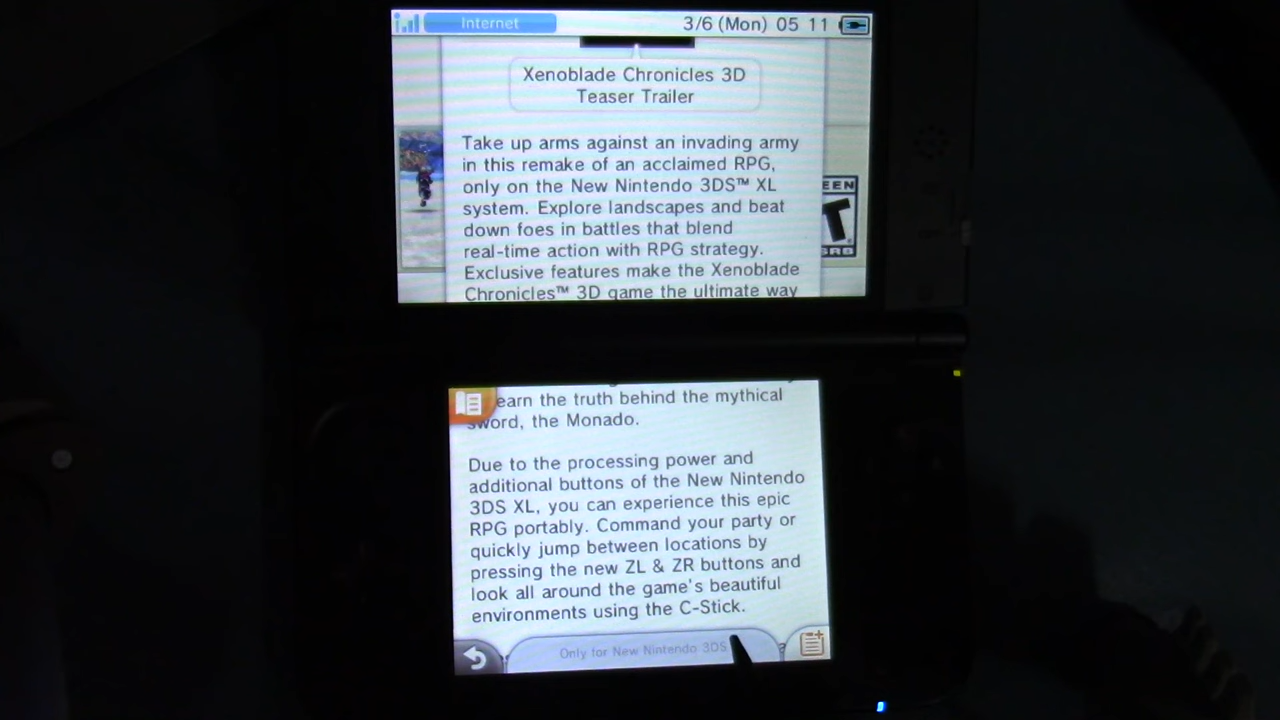 Internet
3/6 (Mon) 05 11
Xenoblade Chronicles 3D
Teaser Trailer
Take up arms against an invading army
in this remake of an acclaimed RPG,
only on the New Nintendo 3DS™ XL
system. Explore landscapes and beat
down foes in battles that blend
real-time action with RPG strategy.
Exclusive features make the Xenoblade
Chronicles™ 3D game the ultimate way
EEN
T
earn the truth behind the mythical
sword, the Monado.
Due to the processing power and
additional buttons of the New Nintendo
3DS XL, you can experience this epic
RPG portably. Command your party or
quickly jump between locations by
pressing the new ZL & ZR buttons and
look all around the game's beautiful
environments using the C-Stick.
Only for New Nintendo 3DS